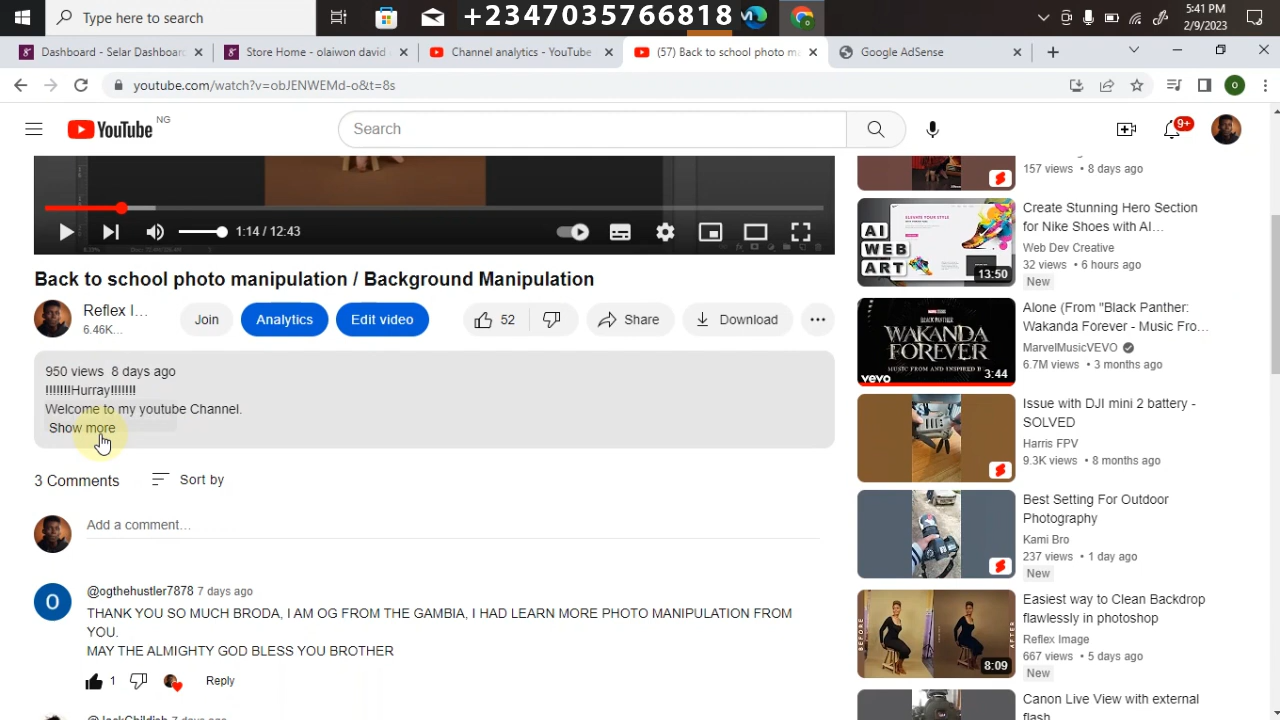 Type here to search
+2347035766818
5:41 PM
2/9/2023
Dashboard - Selar Dashboar
Store Home - olaiwon david
Channel analytics - YouTube
(57) Back to school photo m
Google AdSense
youtube.com/watch?v=objJENWEMd-o&t=8s
YouTube NG
Search
9+
1:14 / 12:43
Back to school photo manipulation / Background Manipulation
Reflex I...
6.46K...
Join
Analytics
Edit video
52
Share
Download
950 views 8 days ago
!!!!!!!Hurray!!!!!!!
Welcome to my youtube Channel.
Show more
3 Comments
Sort by
Add a comment...
@ogthehustler7878 7 days ago
THANK YOU SO MUCH BRODA, I AM OG FROM THE GAMBIA, I HAD LEARN MORE PHOTO MANIPULATION FROM
YOU.
MAY THE ALMIGHTY GOD BLESS YOU BROTHER
1
Reply
@JackChildish 7 days ago
157 views • 8 days ago
AI
WEB
ART
13:50
Create Stunning Hero Section
for Nike Shoes with AI...
Web Dev Creative
32 views • 6 hours ago
New
BLACK PANTHER
WAKANDA
FOREVER
vevo
3:44
Alone (From "Black Panther:
Wakanda Forever - Music Fro...
MarvelMusicVEVO
6.7M views • 3 months ago
Issue with DJI mini 2 battery -
SOLVED
Harris FPV
9.3K views • 8 months ago
Best Setting For Outdoor
Photography
Kami Bro
237 views • 1 day ago
New
BEFORE
AFTER
8:09
Easiest way to Clean Backdrop
flawlessly in photoshop
Reflex Image
667 views • 5 days ago
New
Canon Live View with external
flash